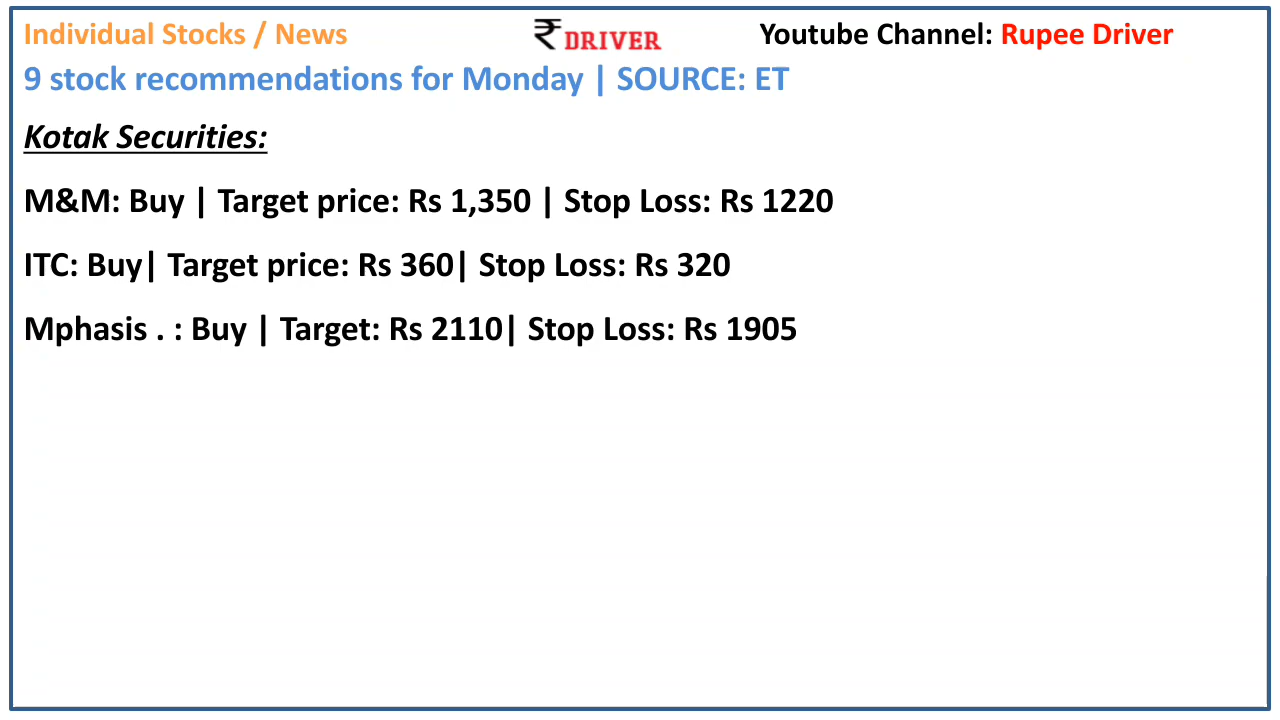 Individual Stocks / News
₹ DRIVER
Youtube Channel: Rupee Driver
9 stock recommendations for Monday | SOURCE: ET
Kotak Securities:
M&M: Buy | Target price: Rs 1,350 | Stop Loss: Rs 1220
ITC: Buy| Target price: Rs 360| Stop Loss: Rs 320
Mphasis . : Buy | Target: Rs 2110| Stop Loss: Rs 1905